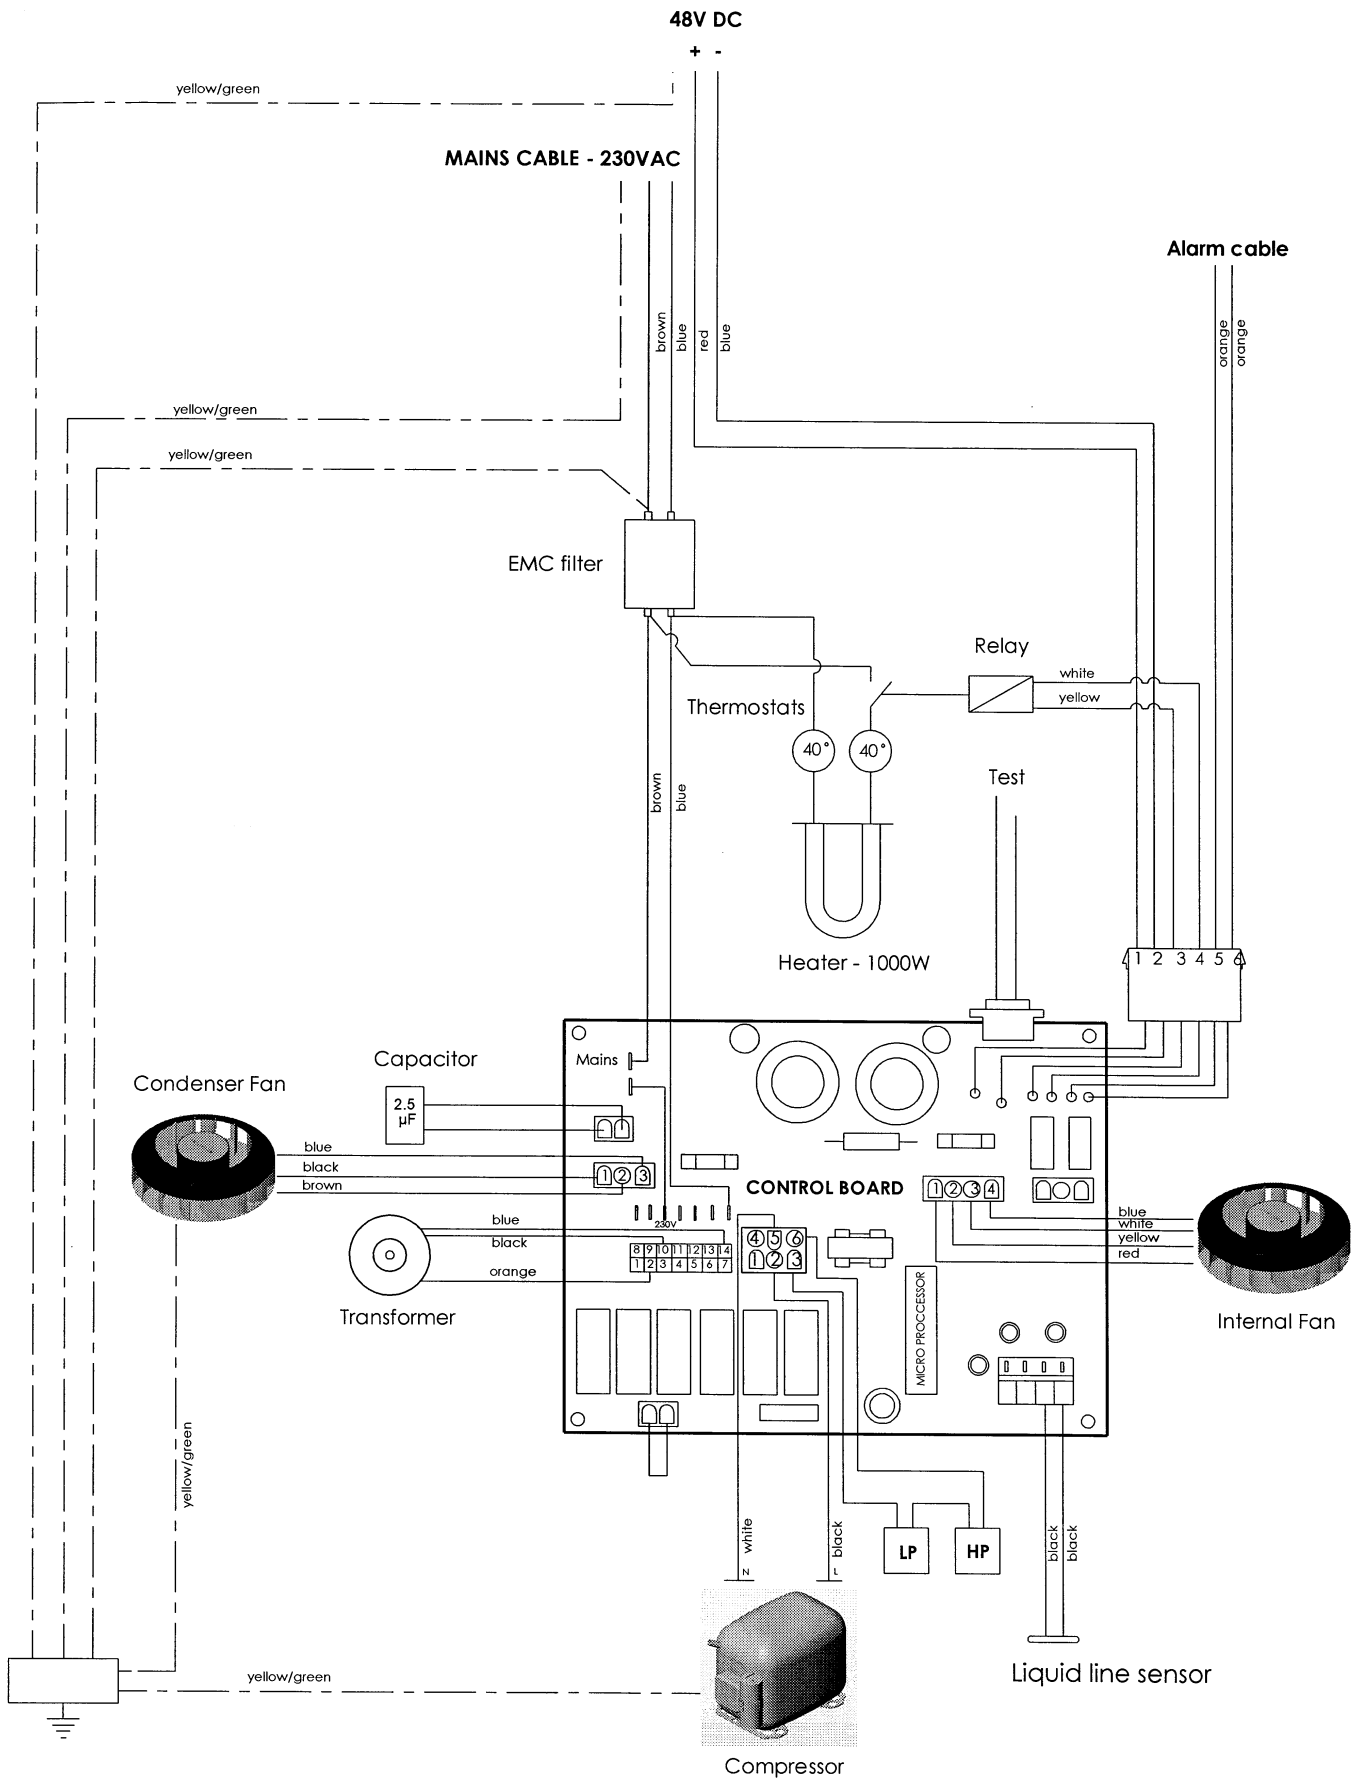 48V DC
+ -
yellow/green
MAINS CABLE - 230VAC
Alarm cable
brown
blue
red
blue
orange
orange
yellow/green
yellow/green
EMC filter
Relay
white
yellow
Thermostats
40°
40°
Test
brown
blue
Heater - 1000W
1 2 3 4 5 6
Mains
Capacitor
2.5
µF
Condenser Fan
blue
black
brown
1 2 3
CONTROL BOARD
1 2 3 4
230V
blue
black
orange
8 9 10 11 12 13 14
1 2 3 4 5 6 7
4 5 6
1 2 3
blue
white
yellow
red
Transformer
Internal Fan
MICRO PROCCESSOR
yellow/green
white
black
LP
HP
black
black
N
L
yellow/green
Liquid line sensor
Compressor